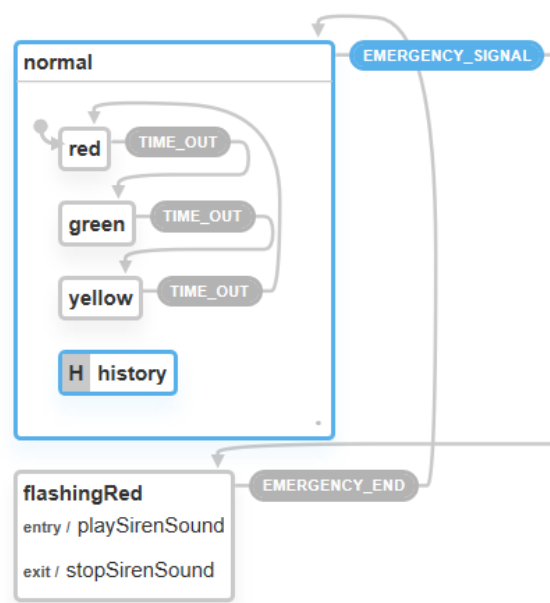 normal
EMERGENCY_SIGNAL
red
TIME_OUT
green
TIME_OUT
yellow
TIME_OUT
H history
flashingRed
EMERGENCY_END
entry / playSirenSound
exit / stopSirenSound